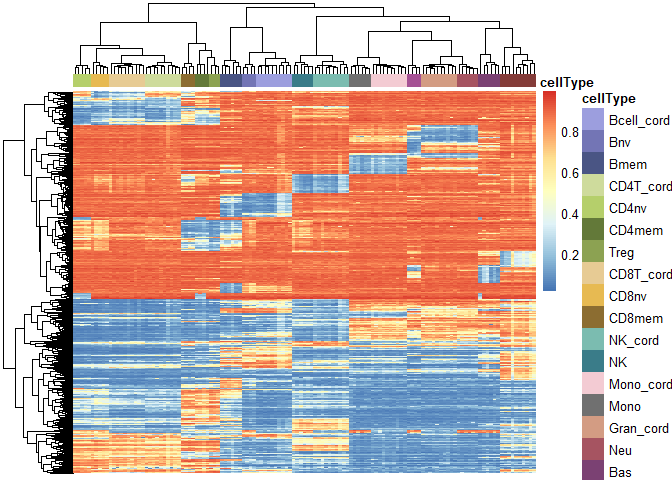 cellType
cellType
0.8
0.6
0.4
0.2
Bcell_cord
Bnv
Bmem
CD4T_cord
CD4nv
CD4mem
Treg
CD8T_cord
CD8nv
CD8mem
NK_cord
NK
Mono_cord
Mono
Gran_cord
Neu
Bas